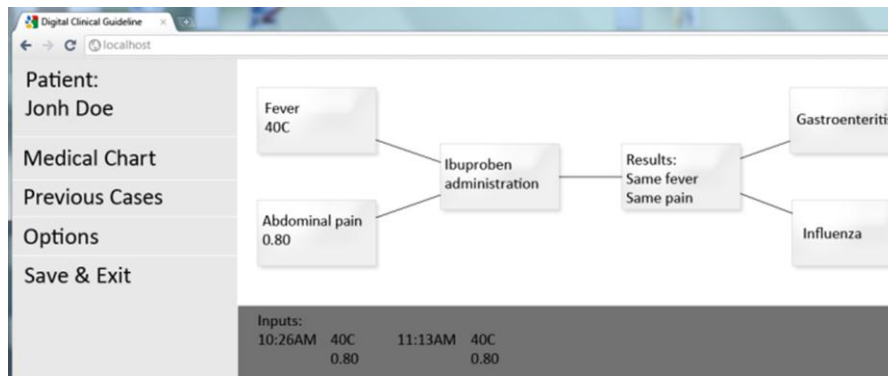 Digital Clinical Guideline
localhost
Patient:
Jonh Doe
Medical Chart
Previous Cases
Options
Save & Exit
Fever
40C
Abdominal pain
0.80
Ibuproben
administration
Results:
Same fever
Same pain
Gastroenteritis
Influenza
Inputs:
10:26AM 40C 11:13AM 40C
0.80 0.80